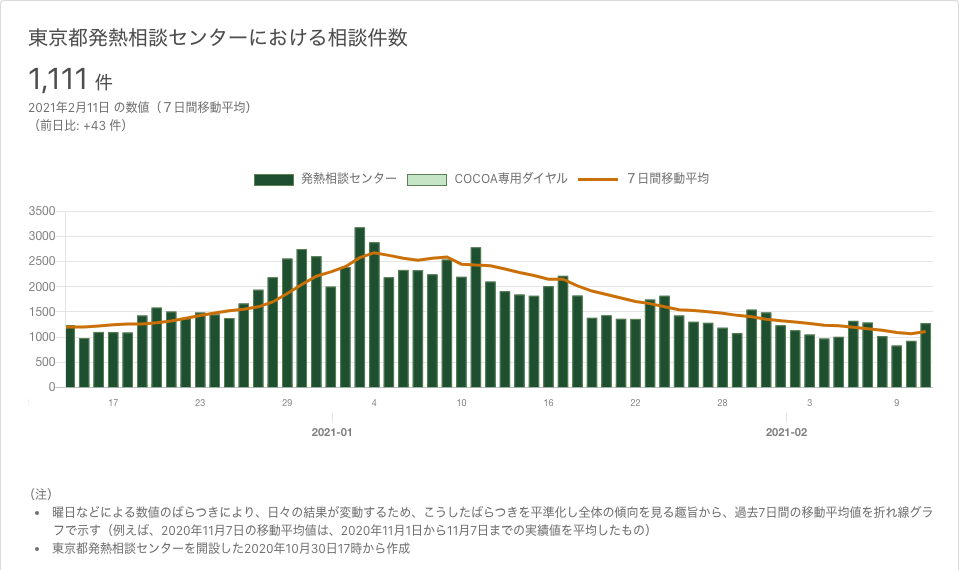 東京都発熱相談センターにおける相談件数
1,111 件
2021年2月11日 の数値（７日間移動平均）
（前日比: +43 件）
発熱相談センター COCOA専用ダイヤル ７日間移動平均
3500
3000
2500
2000
1500
1000
500
0
17 23 29 4 10 16 22 28 3 9
2021-01 2021-02
（注）
• 曜日などによる数値のばらつきにより、日々の結果が変動するため、こうしたばらつきを平準化し全体の傾向を見る趣旨から、過去7日間の移動平均値を折れ線グラ
フで示す（例えば、2020年11月7日の移動平均値は、2020年11月1日から11月7日までの実績値を平均したもの）
• 東京都発熱相談センターを開設した2020年10月30日17時から作成